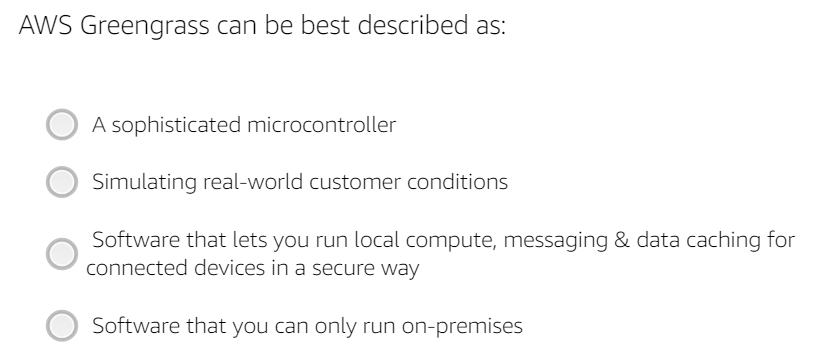 AWS Greengrass can be best described as:
A sophisticated microcontroller
Simulating real-world customer conditions
Software that lets you run local compute, messaging & data caching for
connected devices in a secure way
Software that you can only run on-premises